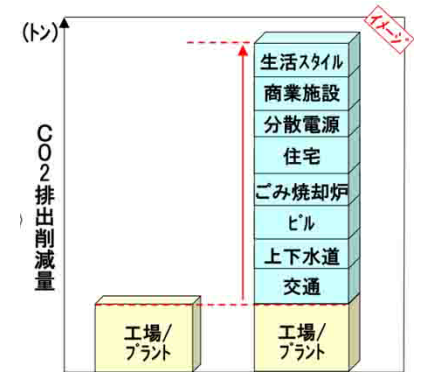 (トン)
イメージ
CO2排出削減量
)
生活スタイル
商業施設
分散電源
住宅
ごみ焼却炉
ビル
上下水道
交通
工場/
プラント
工場/
プラント